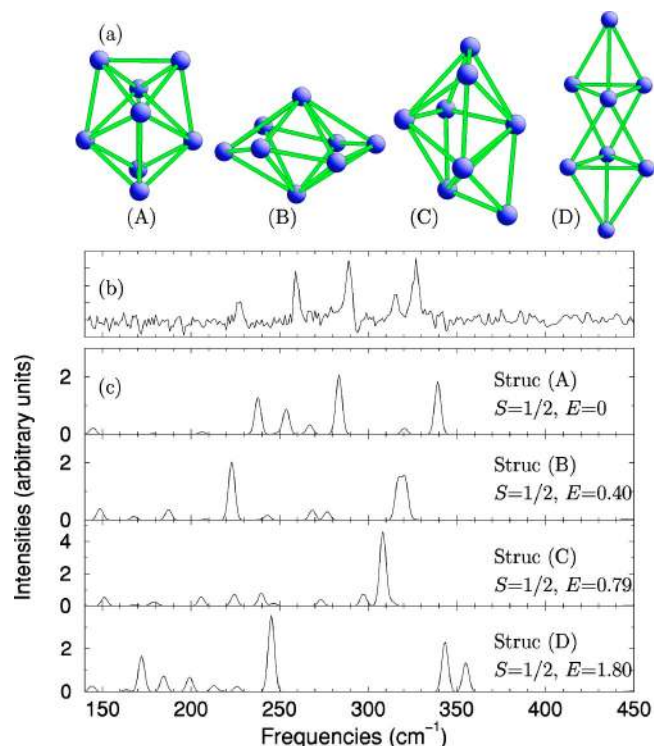 (a)
(A)
(B)
(C)
(D)
(b)
Intensities (arbitrary units)
(c)
2
0
Struc (A)
S=1/2, E=0
2
0
Struc (B)
S=1/2, E=0.40
4
2
0
Struc (C)
S=1/2, E=0.79
2
0
Struc (D)
S=1/2, E=1.80
150 200 250 300 350 400 450
Frequencies (cm⁻¹)